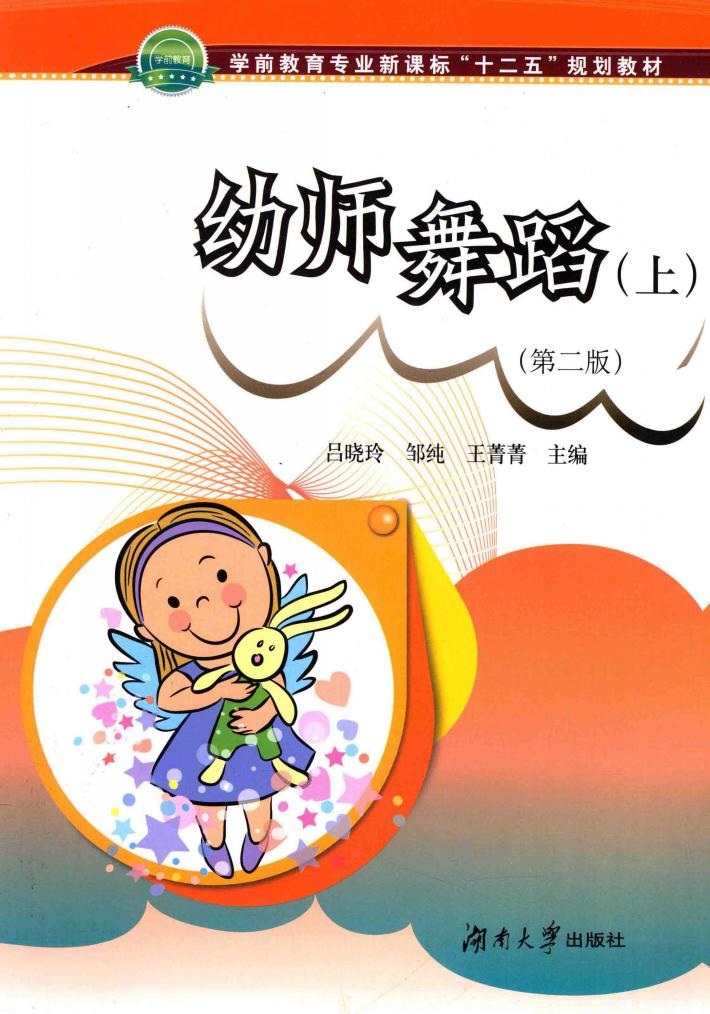 学前教育
学前教育专业新课标“十二五”规划教材
幼师舞蹈(上)
(第二版)
吕晓玲 邹纯 王菁菁 主编
湖南大学出版社